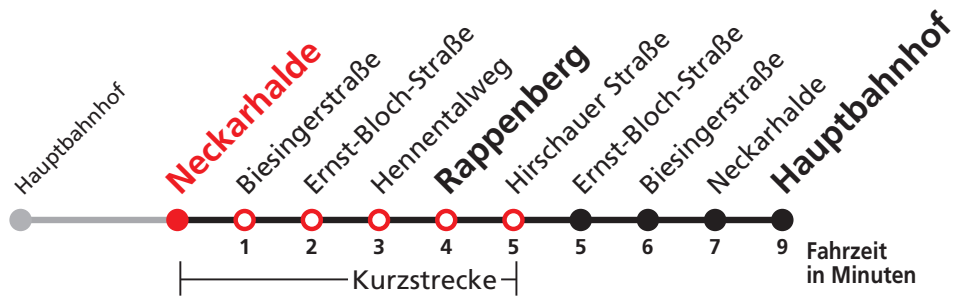 Hauptbahnhof
Neckarhalde
Biesingerstraße
Ernst-Bloch-Straße
Hennentalweg
Rappenberg
Hirschauer Straße
Ernst-Bloch-Straße
Biesingerstraße
Neckarhalde
Hauptbahnhof
1 2 3 4 5 5 6 7 9 Fahrzeit
in Minuten
Kurzstrecke